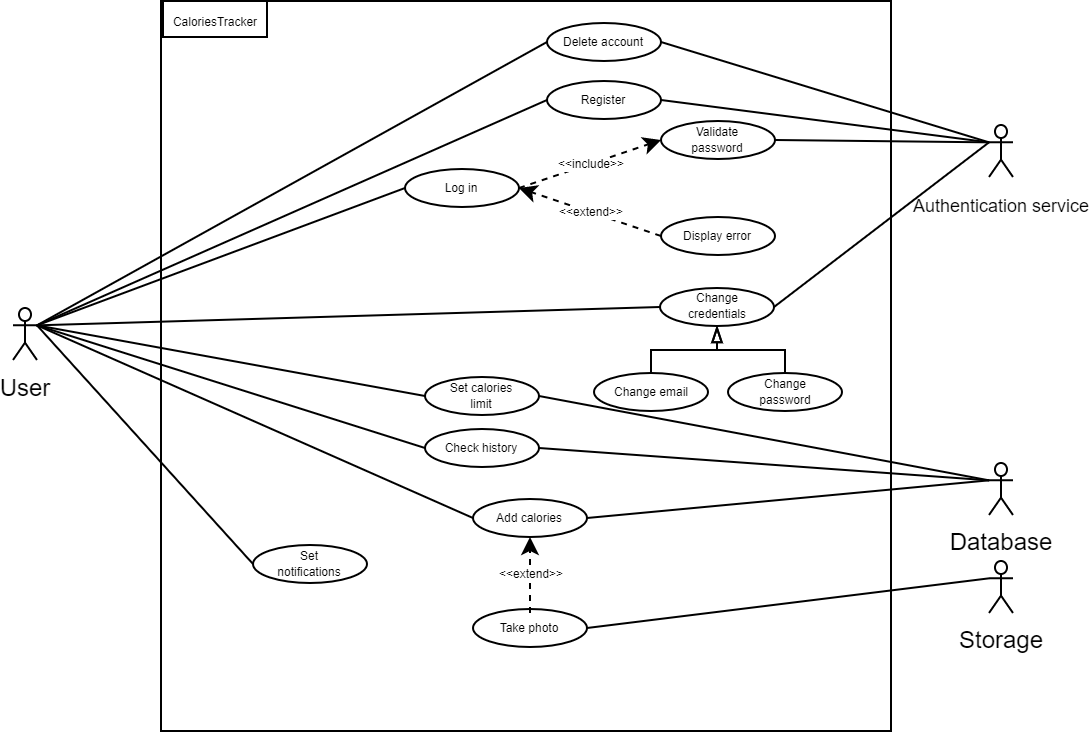 CaloriesTracker
Delete account
Register
Validate
password
<<include>>
Log in
Authentication service
<<extend>>
Display error
Change
credentials
User
Set calories
limit
Change email
Change
password
Check history
Add calories
Database
Set
notifications
<<extend>>
Take photo
Storage